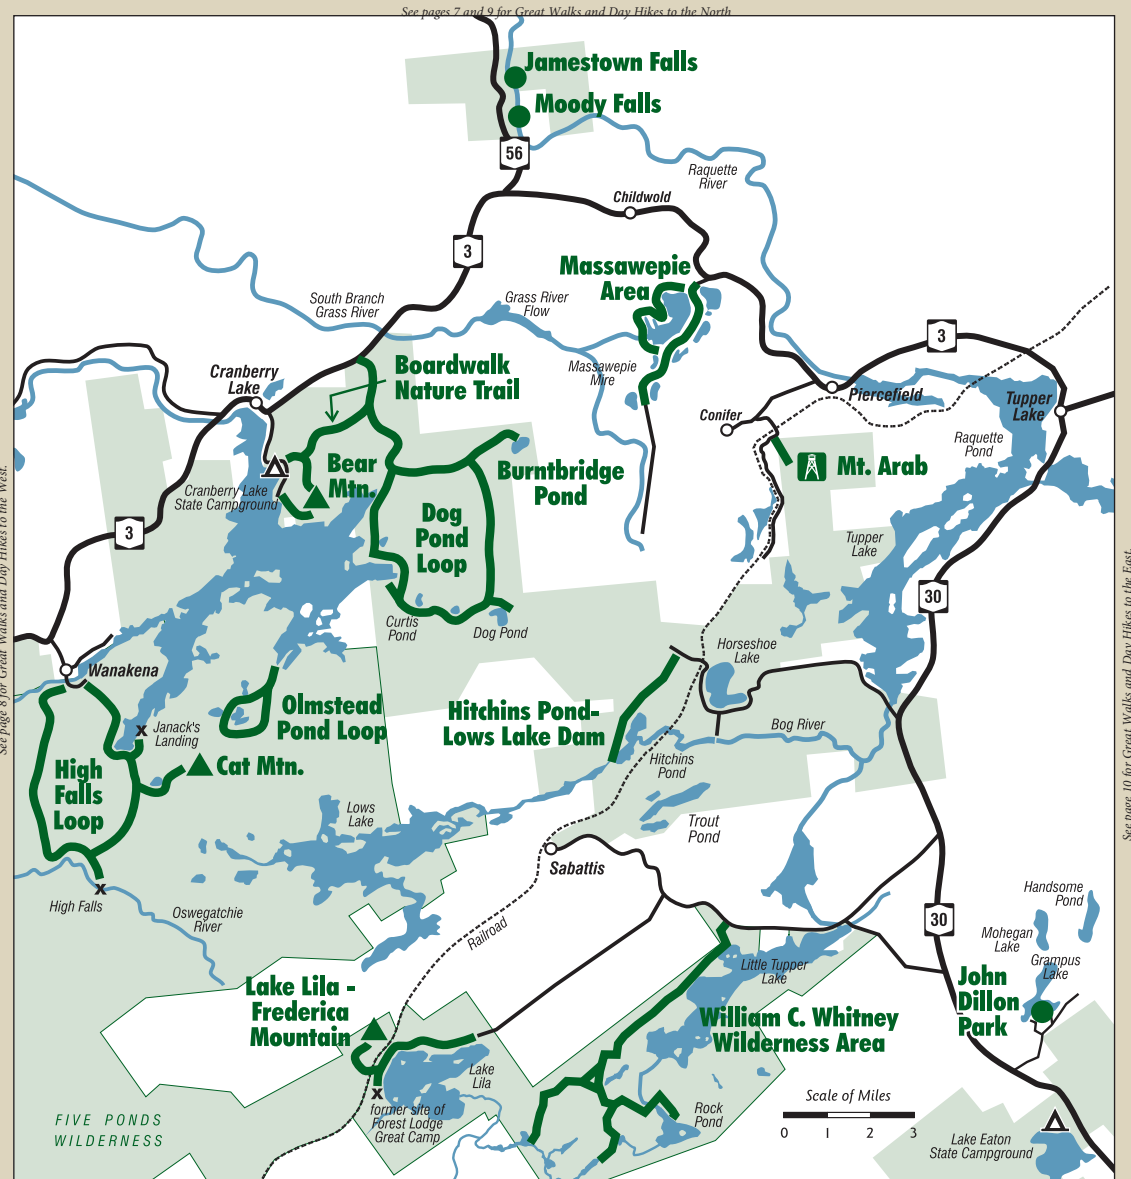 See pages 7 and 9 for Great Walks and Day Hikes to the North
Jamestown Falls
Moody Falls
56
Raquette
River
Childwold
3
Massawepie
Area
South Branch
Grass River
Grass River
Flow
3
Boardwalk
Nature Trail
Massawepie
Mire
Cranberry
Lake
Piercefield
Tupper
Lake
Conifer
Raquette
Pond
Bear
Mtn.
Burntbridge
Pond
Mt. Arab
Cranberry Lake
State Campground
See page 8 for Great Walks and Day Hikes to the West.
3
Dog
Pond
Loop
Tupper
Lake
30
See page 10 for Great Walks and Day Hikes to the East.
Curtis
Pond
Dog Pond
Horseshoe
Lake
Wanakena
Olmstead
Pond Loop
Hitchins Pond-
Lows Lake Dam
Janack's
Landing
x
Bog River
Cat Mtn.
Hitchins
Pond
High
Falls
Loop
Lows
Lake
Trout
Pond
Sabattis
x
High Falls
Oswegatchie
River
Railroad
30
Handsome
Pond
Mohegan
Lake
Grampus
Lake
Little Tupper
Lake
Lake Lila -
Frederica
Mountain
John
Dillon
Park
William C. Whitney
Wilderness Area
Lake
Lila
x
former site of
Forest Lodge
Great Camp
Rock
Pond
Scale of Miles
0 1 2 3
FIVE PONDS
WILDERNESS
Lake Eaton
State Campground